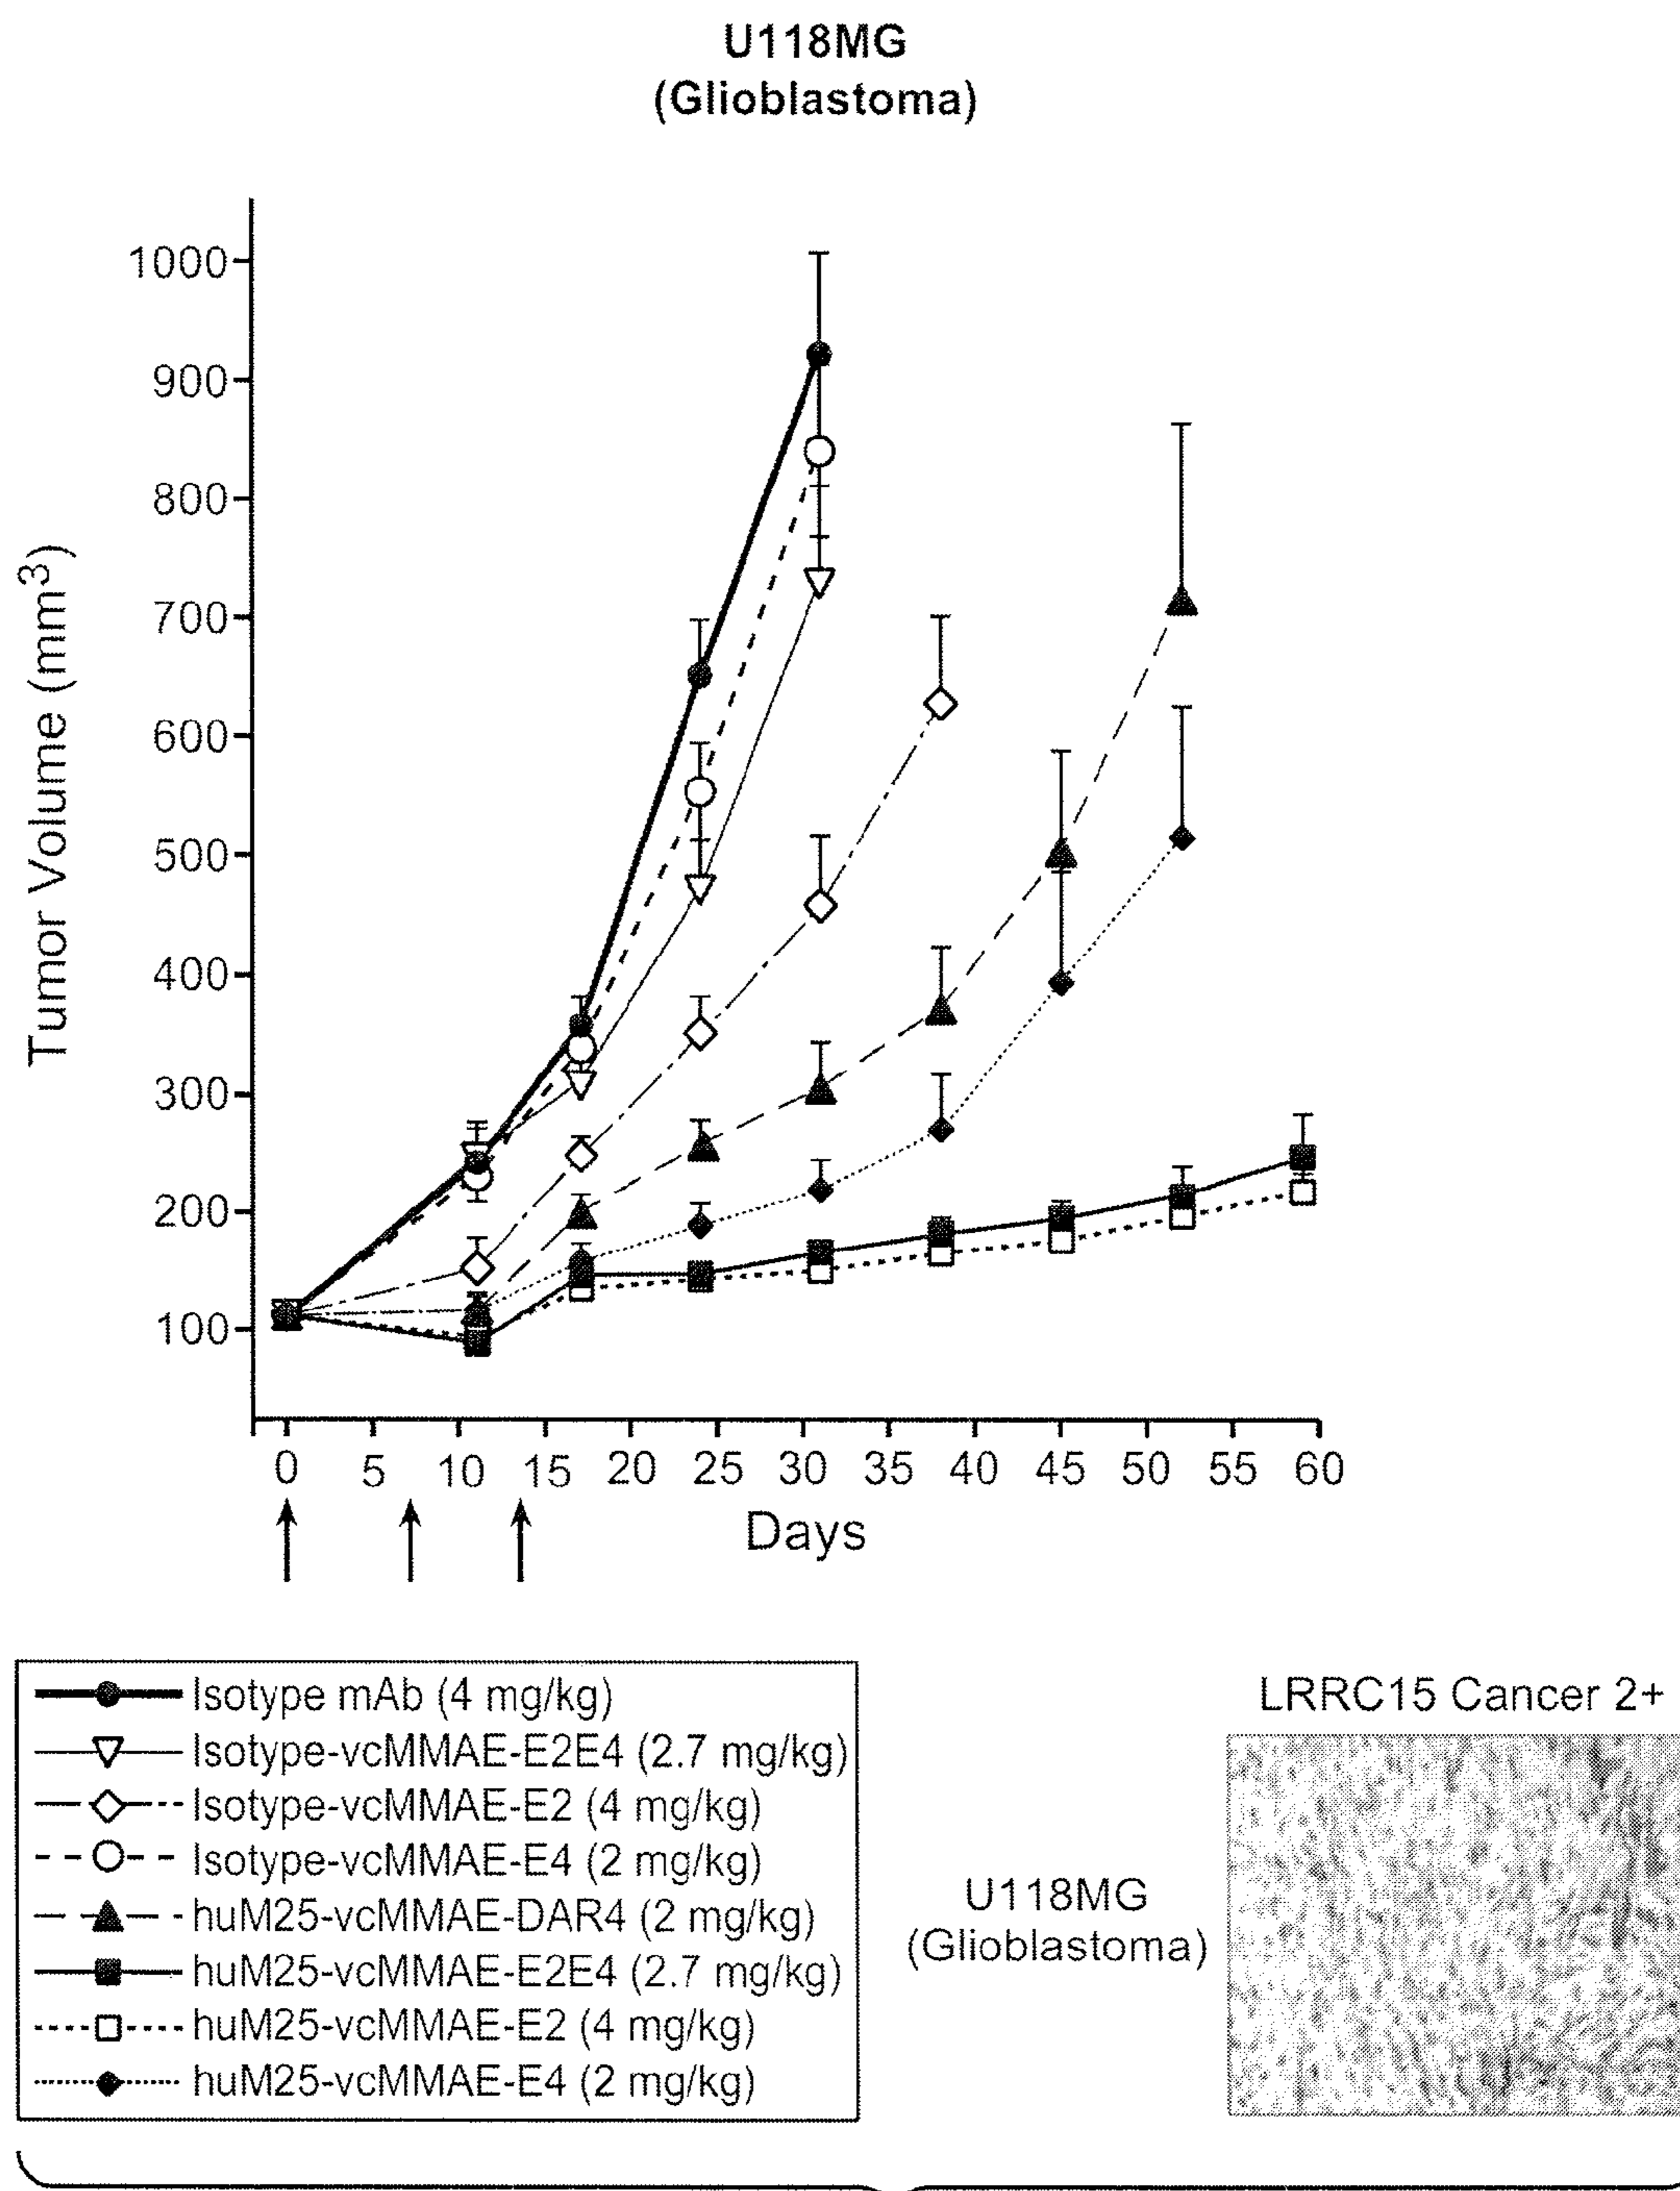 U118MG
(Glioblastoma)
Tumor Volume (mm³)
1000
900
800
700
600
500
400
300
200
100
0 5 10 15 20 25 30 35 40 45 50 55 60
Days
Isotype mAb (4 mg/kg)
Isotype-vcMMAE-E2E4 (2.7 mg/kg)
Isotype-vcMMAE-E2 (4 mg/kg)
Isotype-vcMMAE-E4 (2 mg/kg)
huM25-vcMMAE-DAR4 (2 mg/kg)
huM25-vcMMAE-E2E4 (2.7 mg/kg)
huM25-vcMMAE-E2 (4 mg/kg)
huM25-vcMMAE-E4 (2 mg/kg)
LRRC15 Cancer 2+
U118MG
(Glioblastoma)